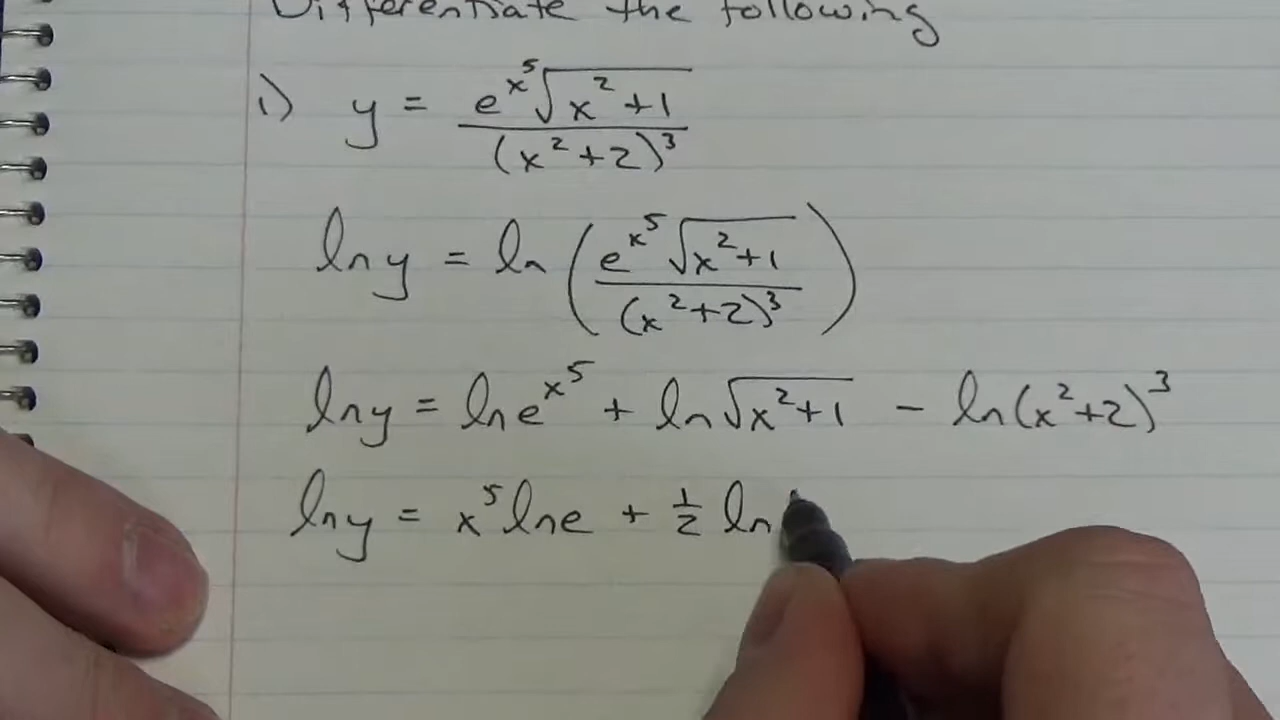 Differentiate the following
1) y = e^{x^5}√(x^2+1) / (x^2+2)^3
ln y = ln (e^{x^5} √(x^2+1) / (x^2+2)^3)
ln y = ln e^{x^5} + ln √(x^2+1) - ln(x^2+2)^3
ln y = x^5 ln e + 1/2 ln